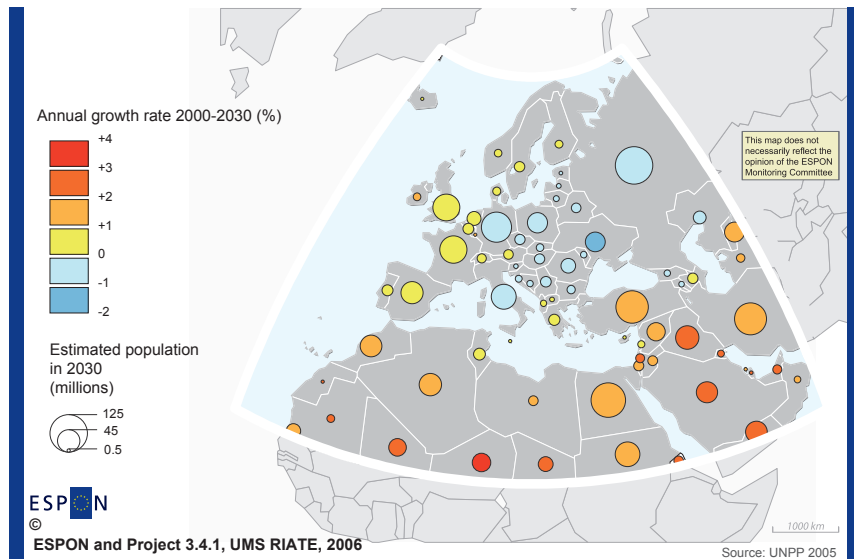 Annual growth rate 2000-2030 (%)
+4
+3
+2
+1
0
-1
-2
Estimated population
in 2030
(millions)
125
45
0.5
This map does not
necessarily reflect the
opinion of the ESPON
Monitoring Committee
ESPON
©
ESPON and Project 3.4.1, UMS RIATE, 2006
1000 km
Source: UNPP 2005